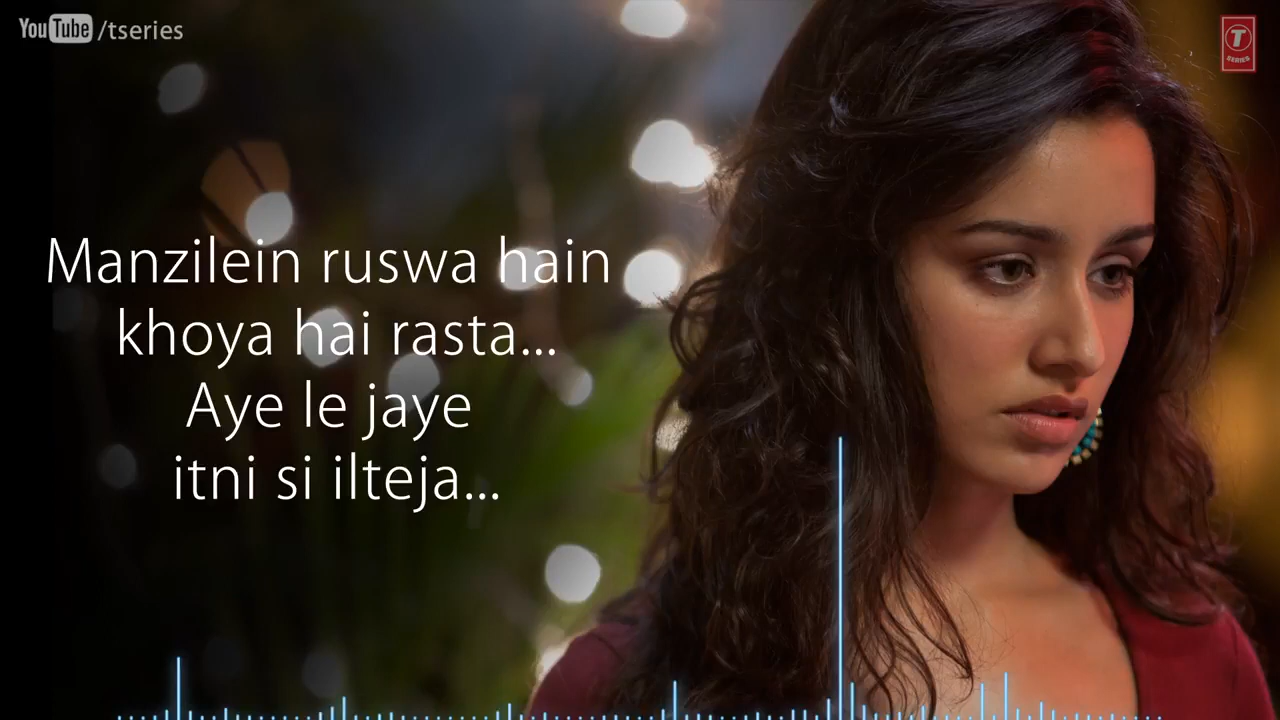 YouTube /tseries
T
SERIES
Manzilein ruswa hain
khoya hai rasta...
Aye le jaye
itni si ilteja...